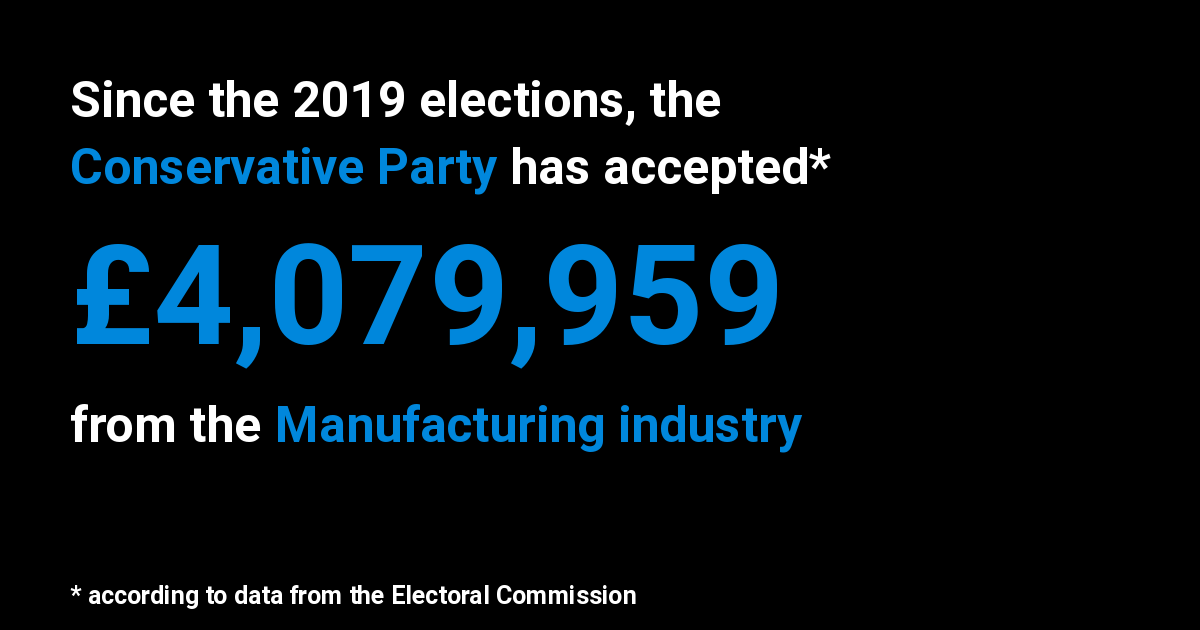 Since the 2019 elections, the
Conservative Party has accepted*
£4,079,959
from the Manufacturing industry
* according to data from the Electoral Commission